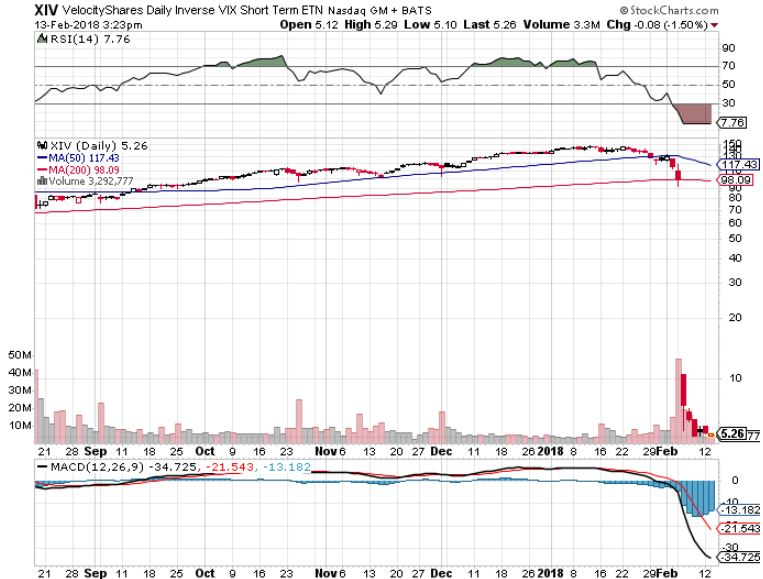 XIV VelocityShares Daily Inverse VIX Short Term ETN Nasdaq GM + BATS
© StockCharts.com
13-Feb-2018 3:23pm
Open 5.12 High 5.29 Low 5.10 Last 5.26 Volume 3.3M Chg -0.08 (-1.50%)
RSI(14) 7.76
90
70
50
30
7.76
XIV (Daily) 5.26
MA(50) 117.43
MA(200) 98.09
Volume 3,292,777
150
117.43
98.09
90
80
70
60
50
40
30
20
10
5.26
77
50M
40M
30M
20M
10M
21 28 Sep 11 18 25 Oct 9 16 23 Nov 6 13 20 27 Dec 11 18 26 2018 8 16 22 29 Feb 12
MACD(12,26,9) -34.725, -21.543, -13.182
0
-10
-13.182
-21.543
-30
-34.725
21 28 Sep 11 18 25 Oct 9 16 23 Nov 6 13 20 27 Dec 11 18 26 2018 8 16 22 29 Feb 12